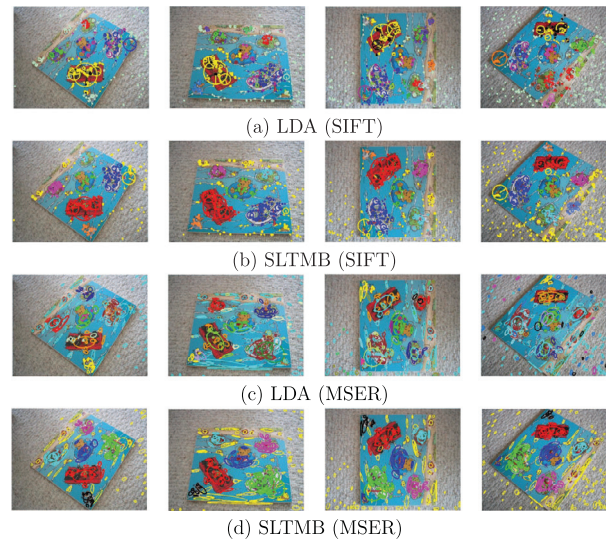 (a) LDA (SIFT)
(b) SLTMB (SIFT)
(c) LDA (MSER)
(d) SLTMB (MSER)